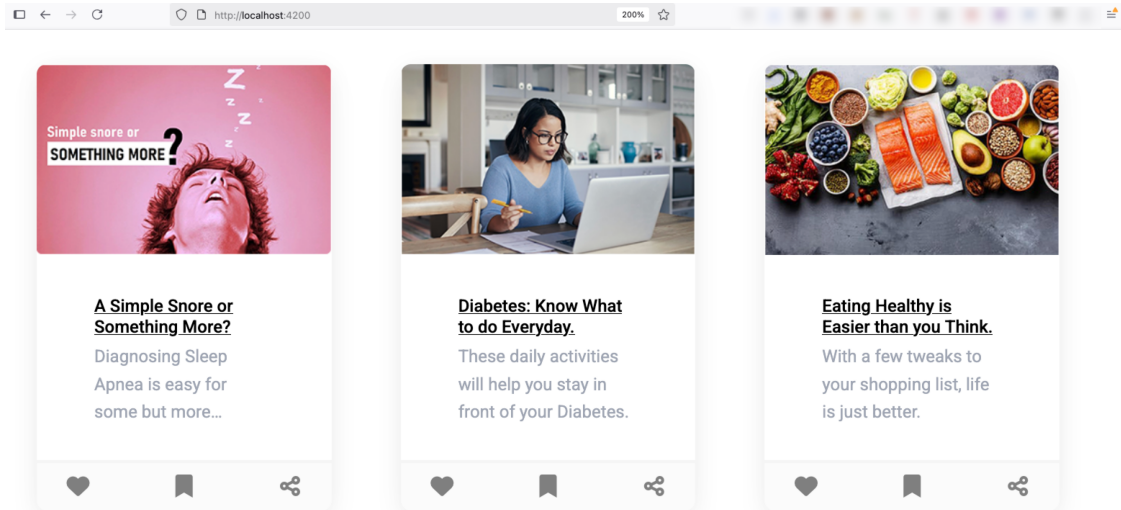 http://localhost:4200
200%
Z
z
z
Z
z
z
Simple snore or
SOMETHING MORE?
A Simple Snore or
Something More?
Diagnosing Sleep
Apnea is easy for
some but more...
Diabetes: Know What
to do Everyday.
These daily activities
will help you stay in
front of your Diabetes.
Eating Healthy is
Easier than you Think.
With a few tweaks to
your shopping list, life
is just better.